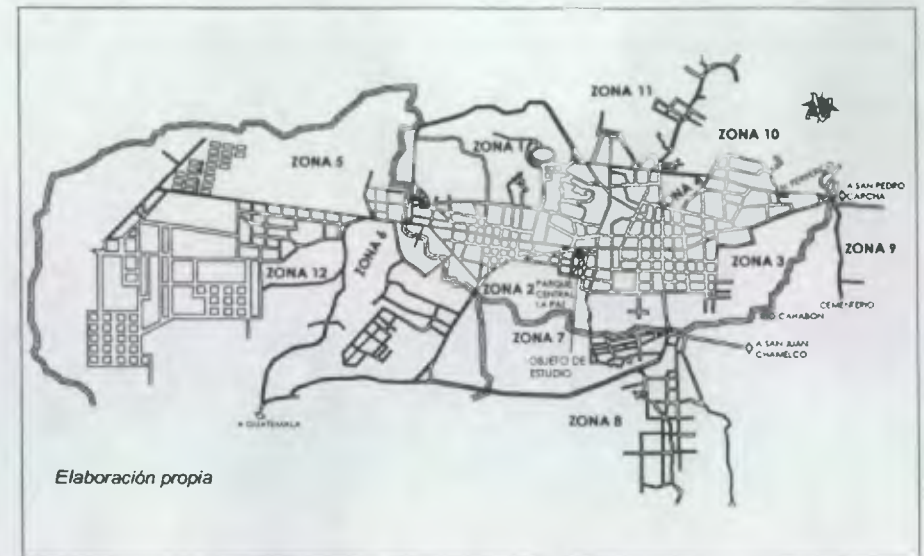 ZONA 11
ZONA 10
ZONA 1
ZONA 5
A SAN PEDRO
CARCHA
ZONA 9
ZONA 3
ZONA 6
ZONA 12
ZONA 2
PARQUE
CENTRAL
LA PAZ
CEMENTERIO
CAHABON
ZONA 7
A SAN JUAN
CHAMELCO
OBJETO DE
ESTUDIO
ZONA 8
A GUATEMALA
Elaboración propia